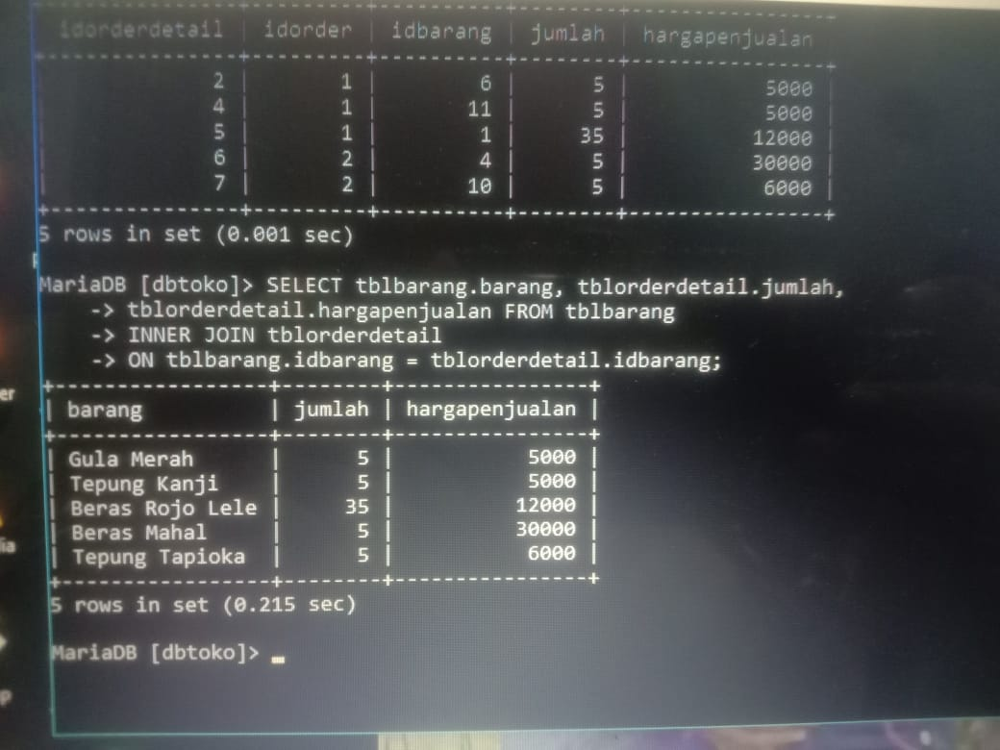 +---------------+---------+----------+--------+----------------+
| idorderdetail | idorder | idbarang | jumlah | hargapenjualan |
+---------------+---------+----------+--------+----------------+
| 2 | 1 | 6 | 5 | 5000 |
| 4 | 1 | 11 | 5 | 5000 |
| 5 | 1 | 1 | 35 | 12000 |
| 6 | 2 | 4 | 5 | 30000 |
| 7 | 2 | 10 | 5 | 6000 |
+---------------+---------+----------+--------+----------------+
5 rows in set (0.001 sec)
MariaDB [dbtoko]> SELECT tblbarang.barang, tblorderdetail.jumlah,
-> tblorderdetail.hargapenjualan FROM tblbarang
-> INNER JOIN tblorderdetail
-> ON tblbarang.idbarang = tblorderdetail.idbarang;
+-----------------+--------+----------------+
| barang | jumlah | hargapenjualan |
+-----------------+--------+----------------+
| Gula Merah | 5 | 5000 |
| Tepung Kanji | 5 | 5000 |
| Beras Rojo Lele | 35 | 12000 |
| Beras Mahal | 5 | 30000 |
| Tepung Tapioka | 5 | 6000 |
+-----------------+--------+----------------+
5 rows in set (0.215 sec)
MariaDB [dbtoko]> _